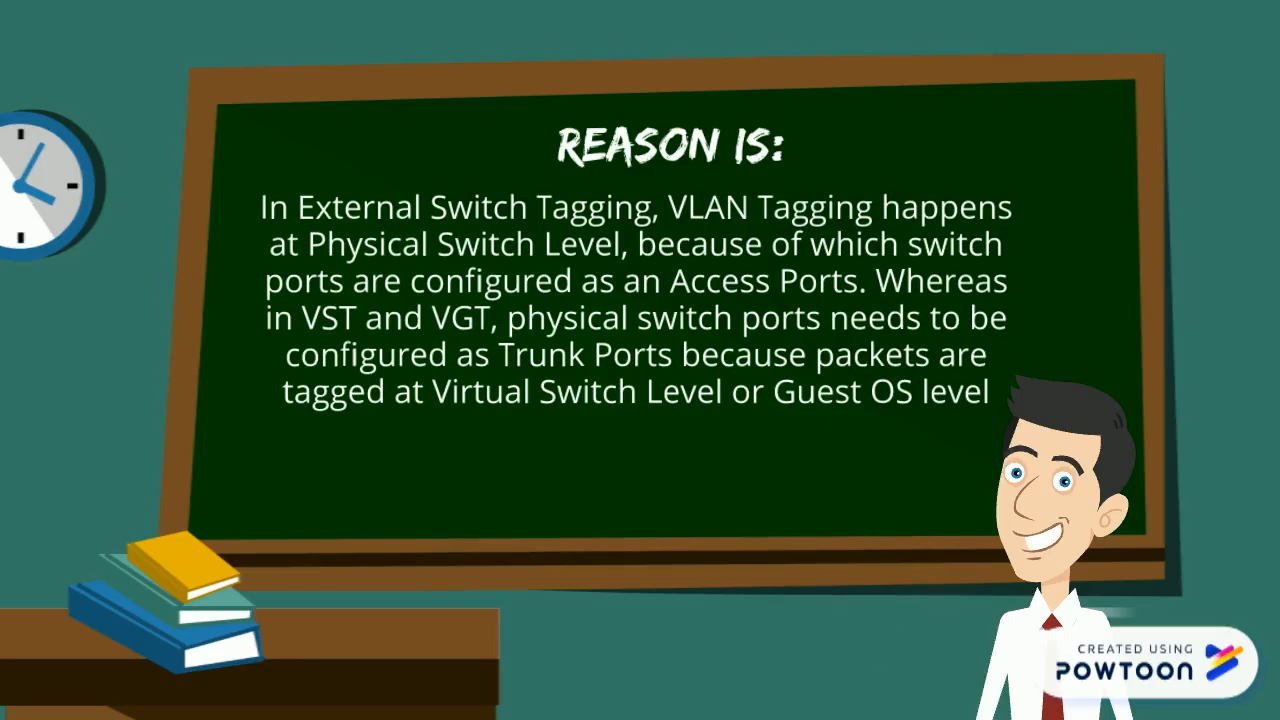 REASON IS:
In External Switch Tagging, VLAN Tagging happens
at Physical Switch Level, because of which switch
ports are configured as an Access Ports. Whereas
in VST and VGT, physical switch ports needs to be
configured as Trunk Ports because packets are
tagged at Virtual Switch Level or Guest OS level
CREATED USING
POWTOON